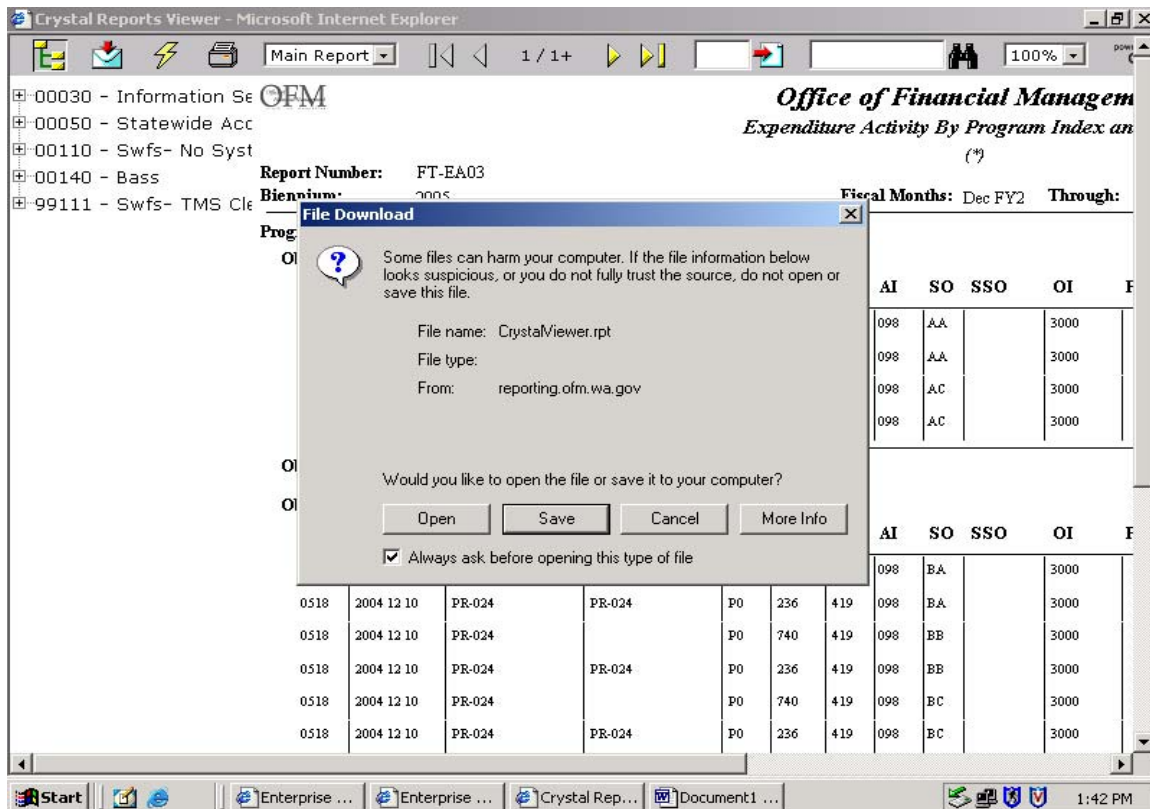 Crystal Reports Viewer - Microsoft Internet Explorer
Main Report 1 / 1+ 100%
00030 - Information Se
00050 - Statewide Acc
00110 - Swfs- No Syst
00140 - Bass
99111 - Swfs- TMS Cle
OFM
Office of Financial Managem
Expenditure Activity By Program Index an
(*)
Report Number: FT-EA03
Biennium: 2005 Fiscal Months: Dec FY2 Through:
Prog
File Download
Some files can harm your computer. If the file information below
looks suspicious, or you do not fully trust the source, do not open or
save this file.
File name: CrystalViewer.rpt
File type:
From: reporting.ofm.wa.gov
Would you like to open the file or save it to your computer?
Open Save Cancel More Info
Always ask before opening this type of file
AI SO SSO OI
098 AA 3000
098 AA 3000
098 AC 3000
098 AC 3000
AI SO SSO OI
098 BA 3000
0518 2004 12 10 PR-024 PR-024 P0 236 419 098 BA 3000
0518 2004 12 10 PR-024 P0 740 419 098 BB 3000
0518 2004 12 10 PR-024 PR-024 P0 236 419 098 BB 3000
0518 2004 12 10 PR-024 P0 740 419 098 BC 3000
0518 2004 12 10 PR-024 PR-024 P0 236 419 098 BC 3000
Start Enterprise ... Enterprise ... Crystal Rep... Document1 ... 1:42 PM